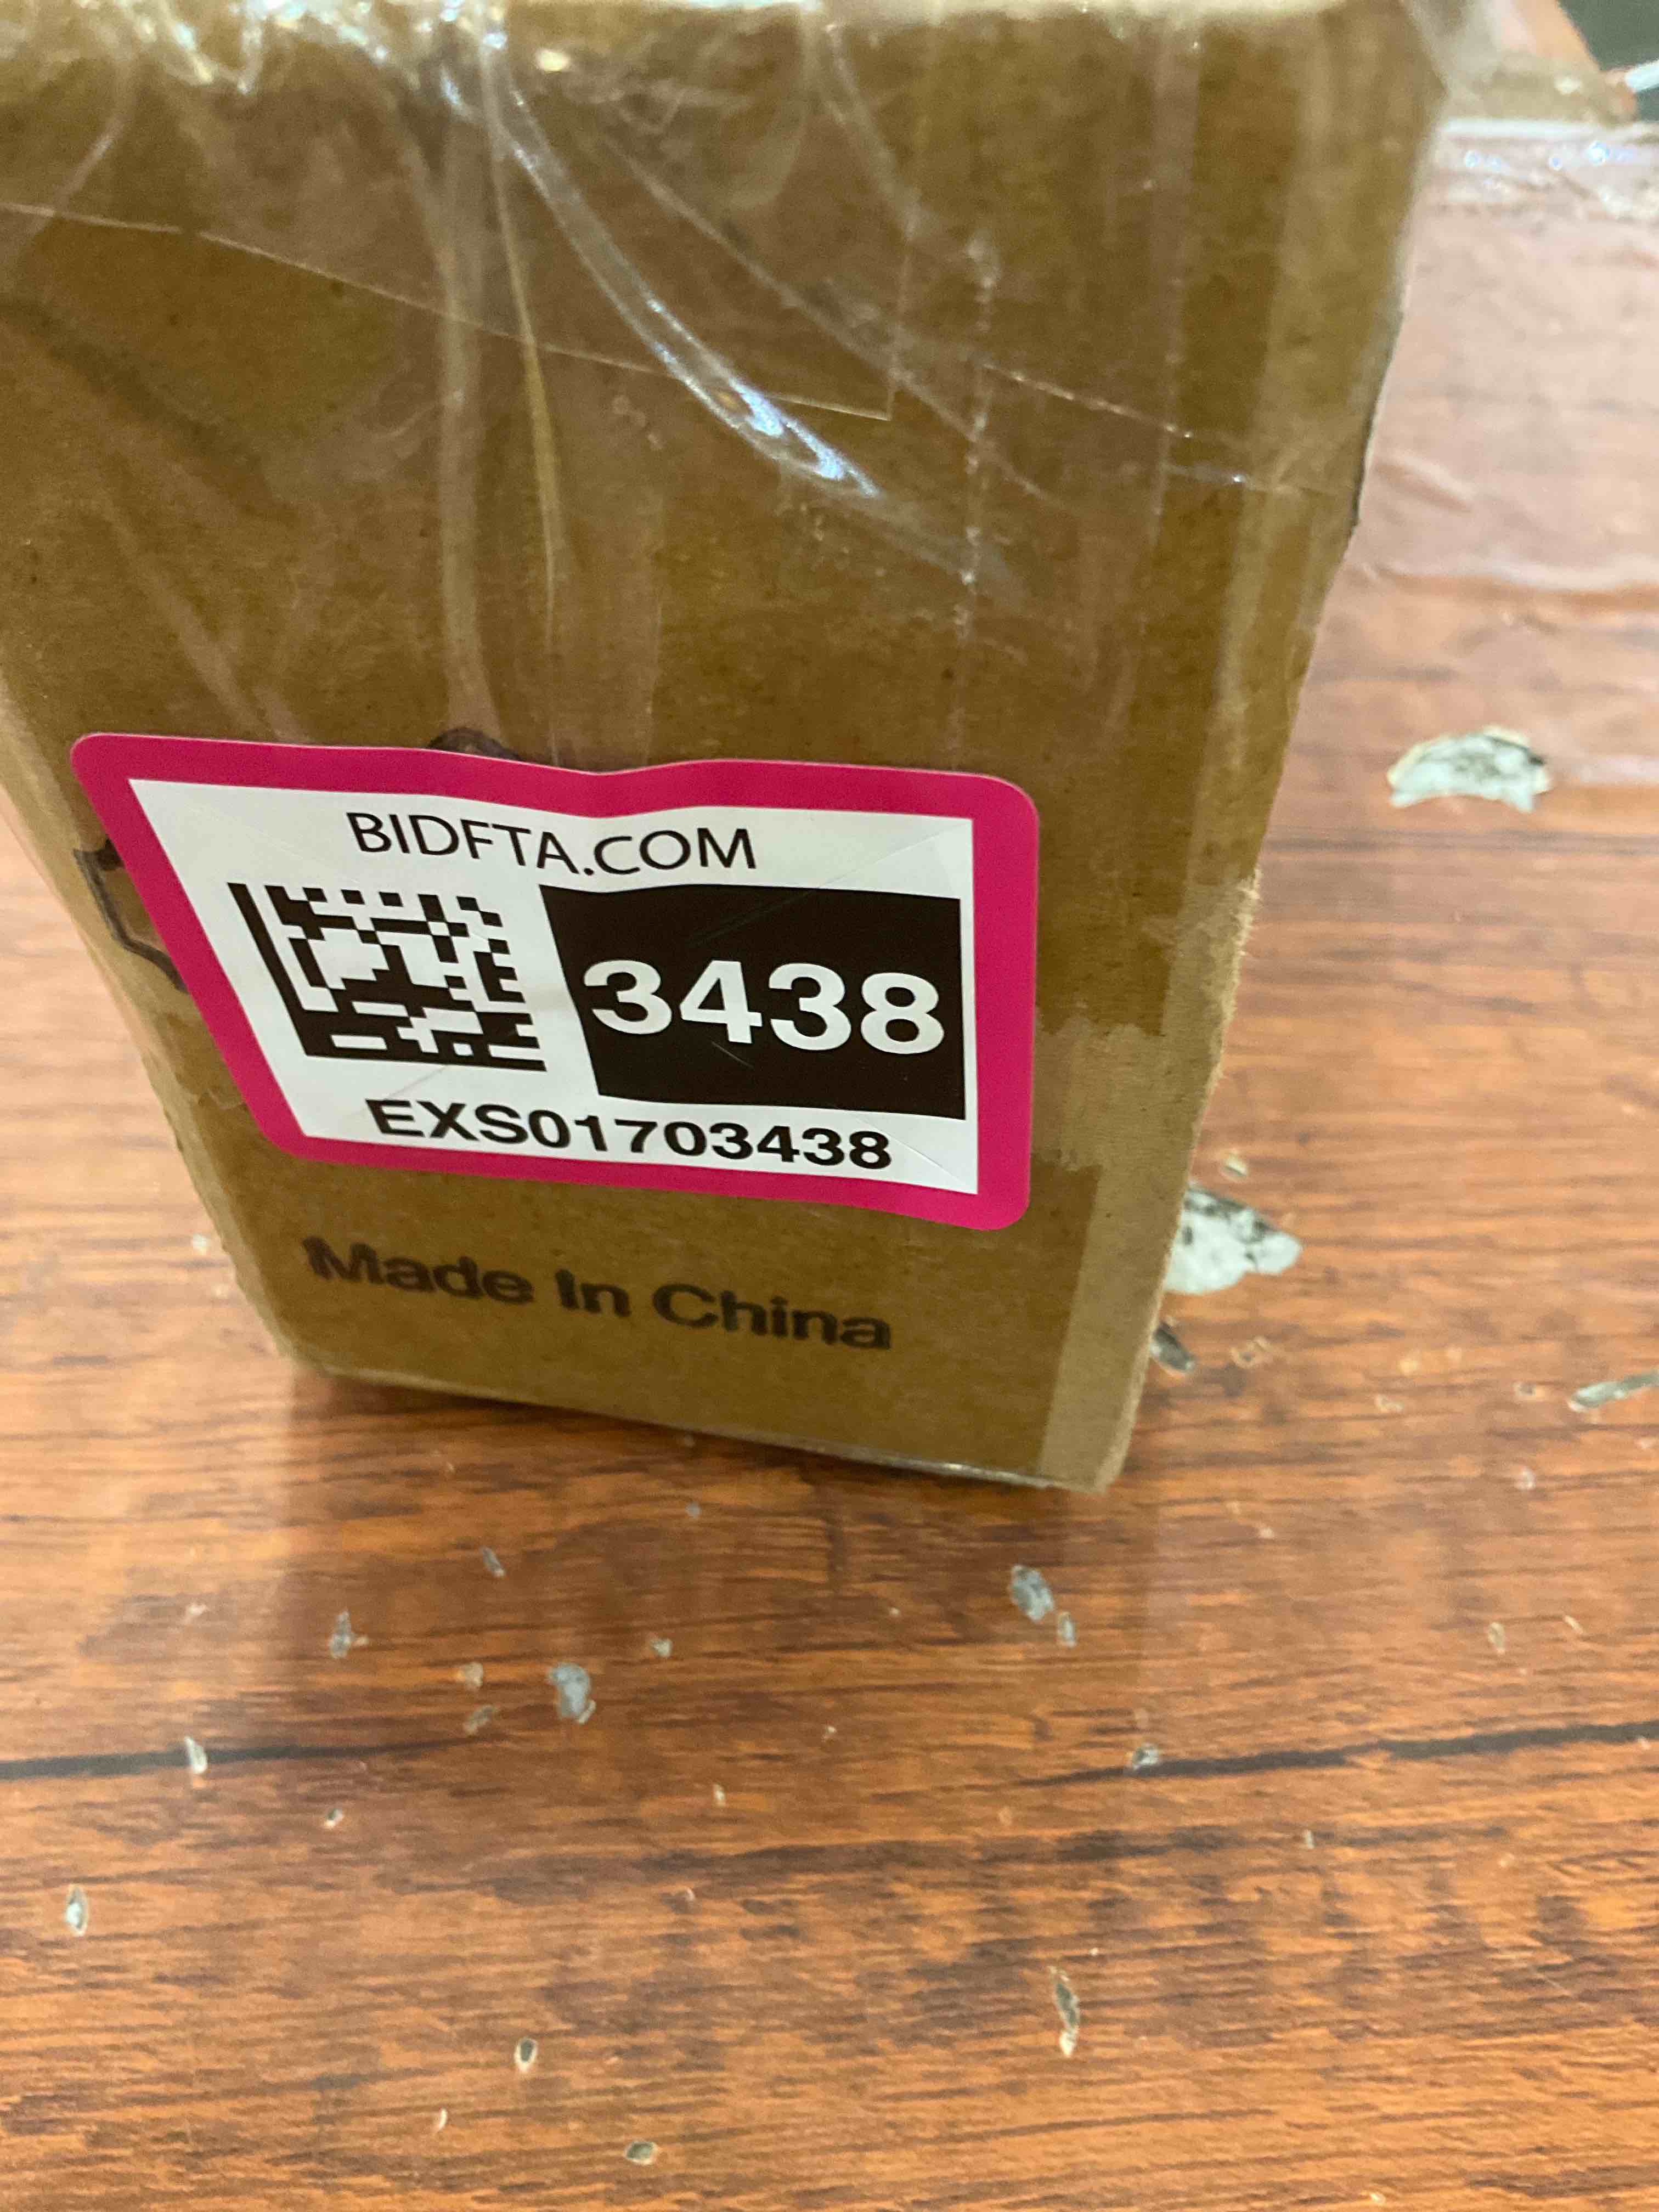 BIDFTA.COM
3438
EXS01703438
Made In China